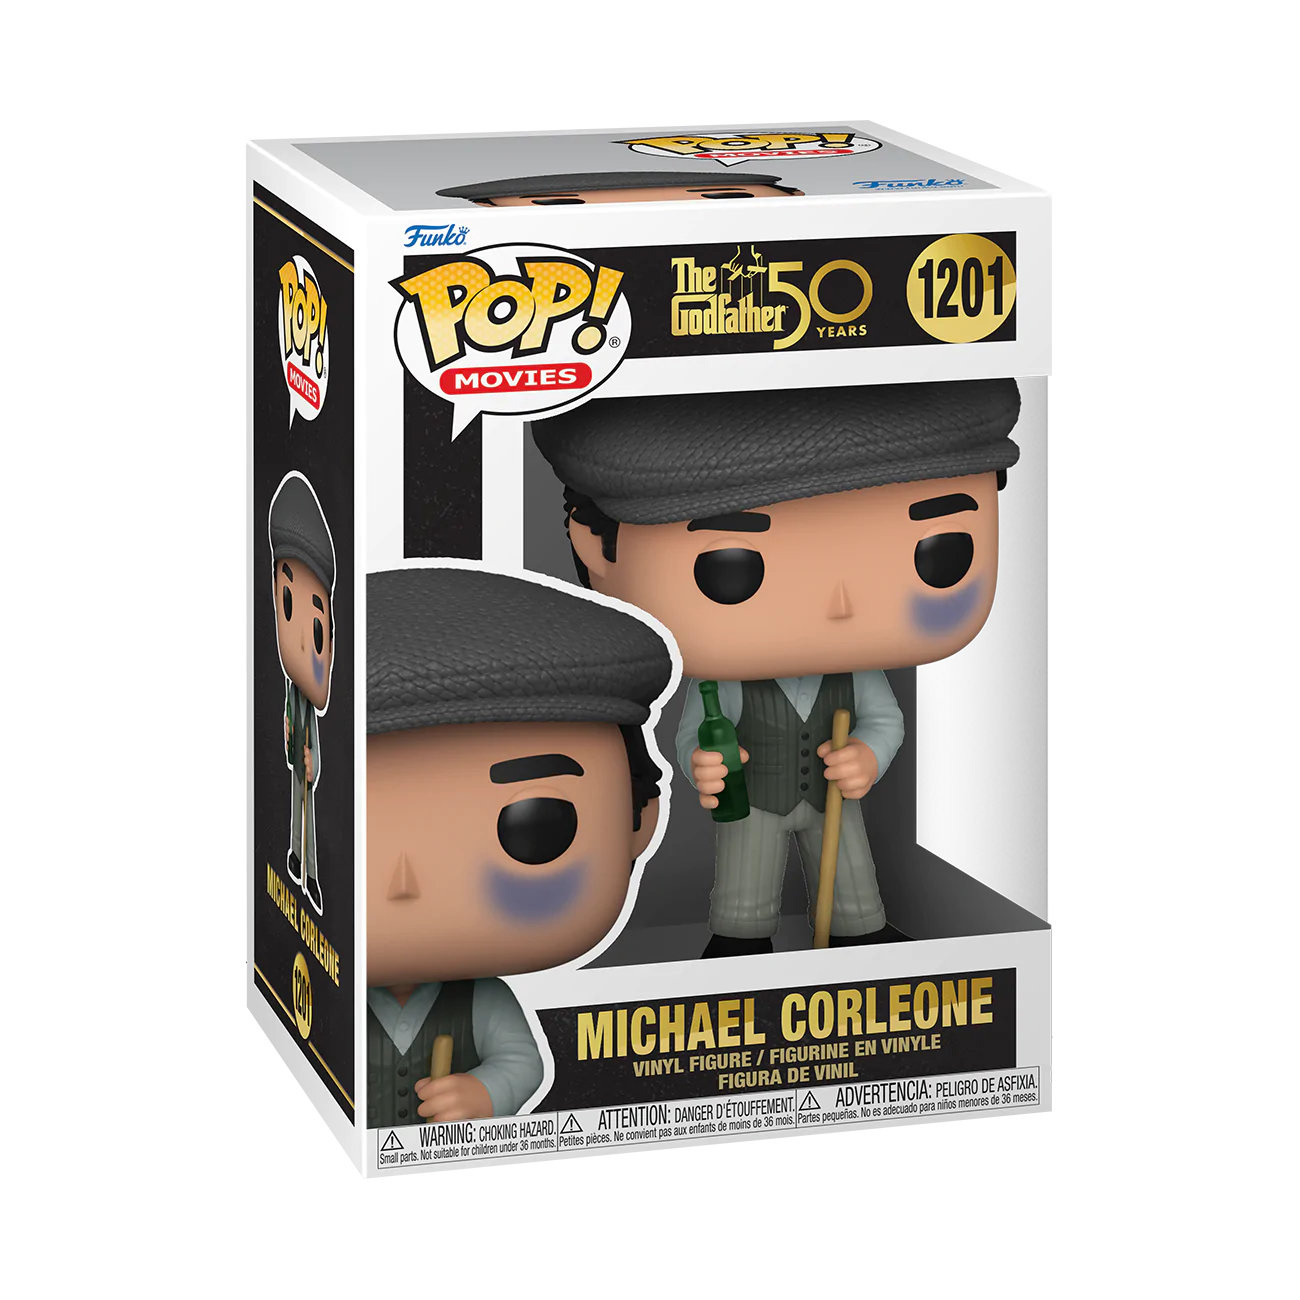 POP!
MOVIES
Funko
Funko
POP!
®
MOVIES
The
Godfather
50
YEARS
1201
POP!
MOVIES
MICHAEL CORLEONE
1201
MICHAEL CORLEONE
VINYL FIGURE / FIGURINE EN VINYLE
FIGURA DE VINIL
WARNING: CHOKING HAZARD.
Small parts. Not suitable for children under 36 months.
ATTENTION: DANGER D'ÉTOUFFEMENT.
Petites pièces. Ne convient pas aux enfants de moins de 36 mois.
ADVERTENCIA: PELIGRO DE ASFIXIA.
Partes pequeñas. No es adecuado para niños menores de 36 meses.